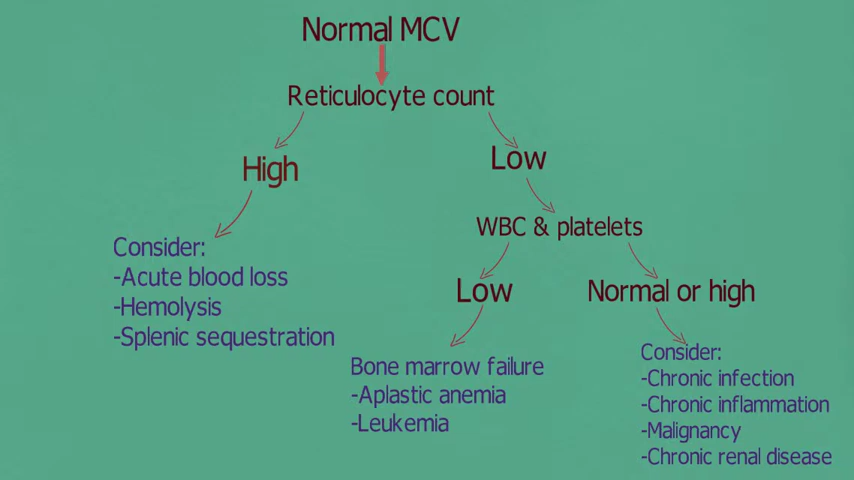 Normal MCV
Reticulocyte count
High
Low
WBC & platelets
Consider:
-Acute blood loss
-Hemolysis
-Splenic sequestration
Low
Normal or high
Bone marrow failure
-Aplastic anemia
-Leukemia
Consider:
-Chronic infection
-Chronic inflammation
-Malignancy
-Chronic renal disease